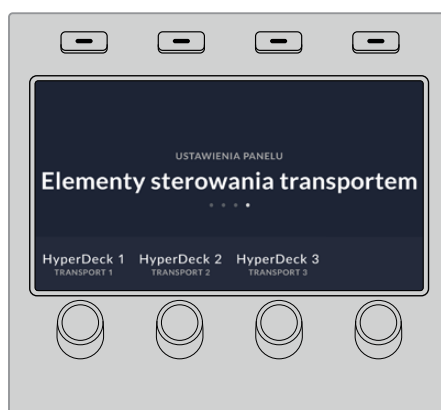 USTAWIENIA PANELU
Elementy sterowania transportem
HyperDeck 1 HyperDeck 2 HyperDeck 3
TRANSPORT 1 TRANSPORT 2 TRANSPORT 3